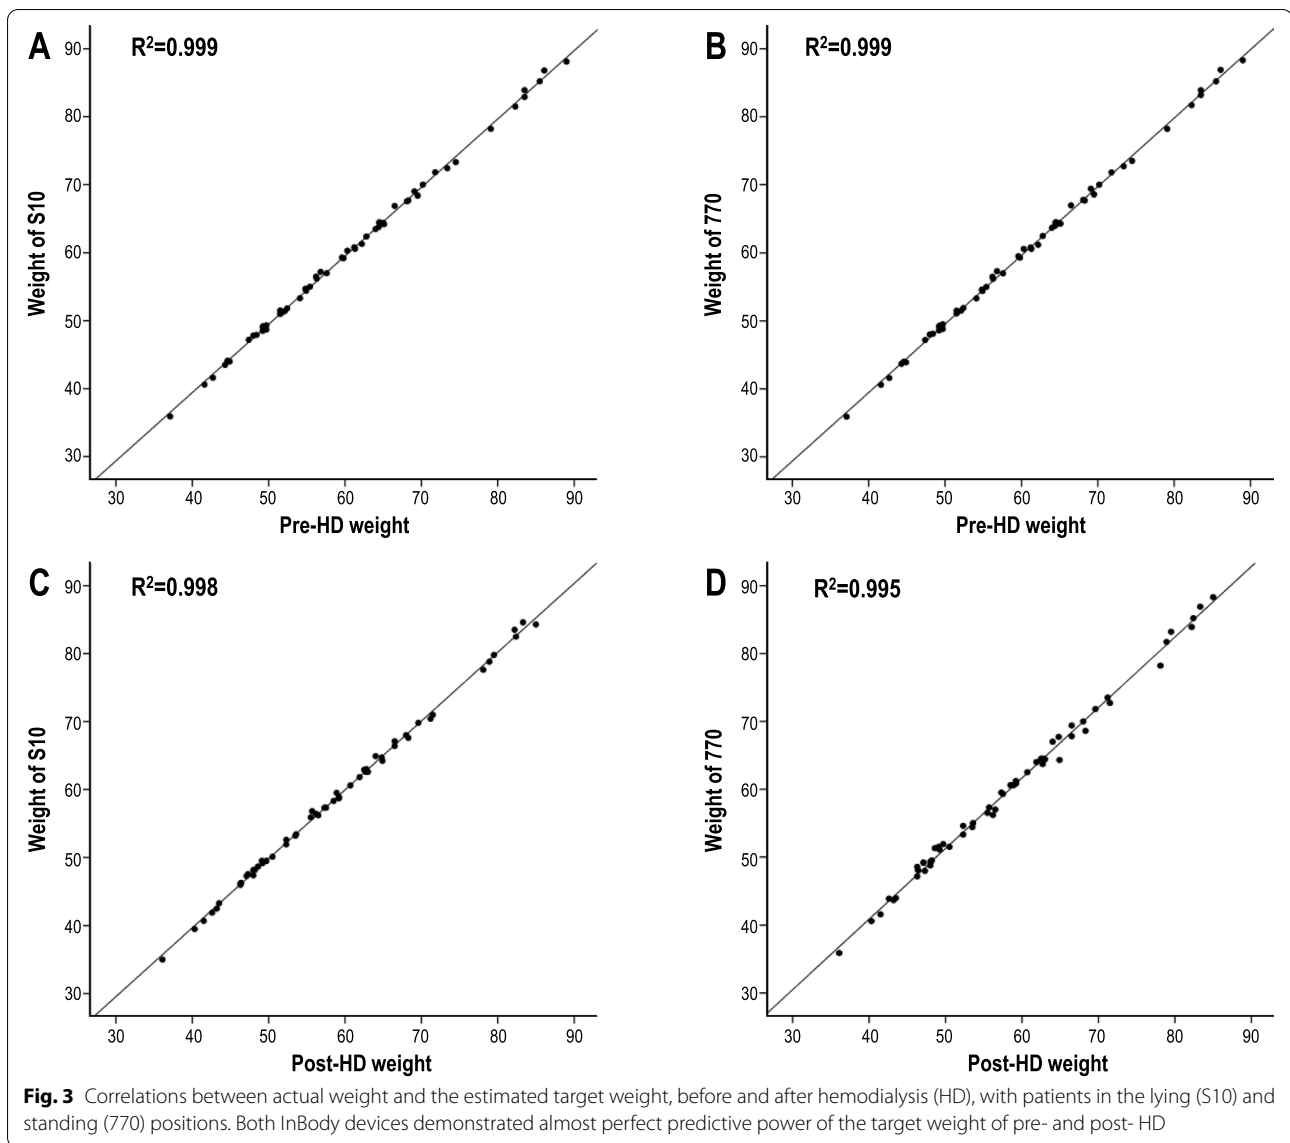 A
R²=0.999
90
80
70
60
50
40
30
Weight of S10
30 40 50 60 70 80 90
Pre-HD weight
B
R²=0.999
90
80
70
60
50
40
30
Weight of 770
30 40 50 60 70 80 90
Pre-HD weight
C
R²=0.998
90
80
70
60
50
40
30
Weight of S10
30 40 50 60 70 80 90
Post-HD weight
D
R²=0.995
90
80
70
60
50
40
30
Weight of 770
30 40 50 60 70 80 90
Post-HD weight
Fig. 3 Correlations between actual weight and the estimated target weight, before and after hemodialysis (HD), with patients in the lying (S10) and
standing (770) positions. Both InBody devices demonstrated almost perfect predictive power of the target weight of pre- and post- HD